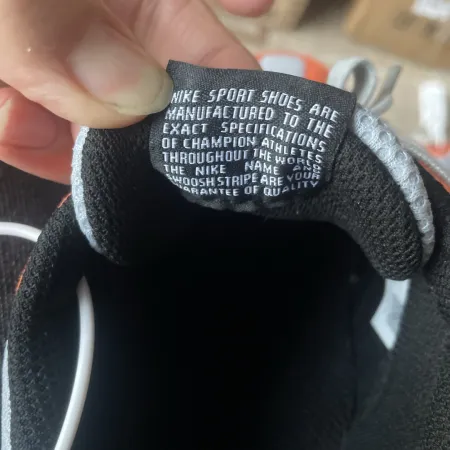 NIKE SPORT SHOES ARE
MANUFACTURED TO THE
EXACT SPECIFICATIONS
OF CHAMPION ATHLETES
THROUGHOUT THE WORLD
THE NIKE NAME AND
SWOOSH STRIPE ARE YOUR
GUARANTEE OF QUALITY